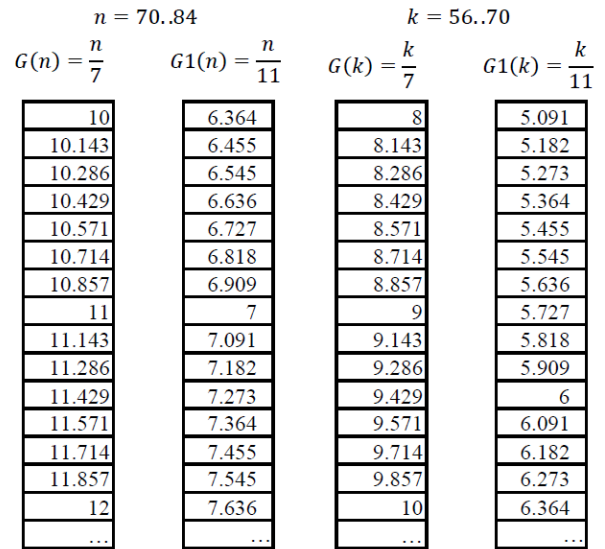 n = 70..84 k = 56..70
G(n) = n/7 G1(n) = n/11 G(k) = k/7 G1(k) = k/11
10 6.364 8 5.091
10.143 6.455 8.143 5.182
10.286 6.545 8.286 5.273
10.429 6.636 8.429 5.364
10.571 6.727 8.571 5.455
10.714 6.818 8.714 5.545
10.857 6.909 8.857 5.636
11 7 9 5.727
11.143 7.091 9.143 5.818
11.286 7.182 9.286 5.909
11.429 7.273 9.429 6
11.571 7.364 9.571 6.091
11.714 7.455 9.714 6.182
11.857 7.545 9.857 6.273
12 7.636 10 6.364
... ... ... ...